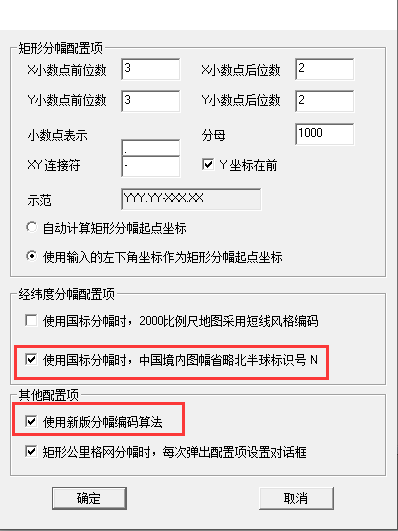 矩形分幅配置项
X小数点前位数 3 X小数点后位数 2
Y小数点前位数 3 Y小数点后位数 2
小数点表示 . 分母 1000
XY连接符 - Y坐标在前
示范 YYY.YY-XXX.XX
自动计算矩形分幅起点坐标
使用输入的左下角坐标作为矩形分幅起点坐标
经纬度分幅配置项
使用国标分幅时，2000比例尺地图采用短线风格编码
使用国标分幅时，中国境内图幅省略北半球标识号 N
其他配置项
使用新版分幅编码算法
矩形公里格网分幅时，每次弹出配置项设置对话框
确定 取消